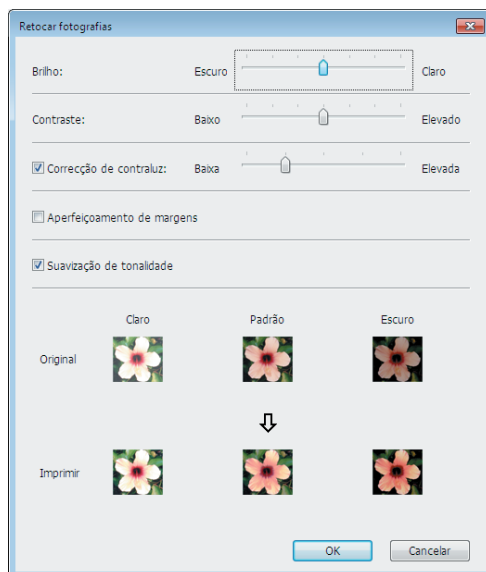 Retocar fotografias
Brilho: Escuro Claro
Contraste: Baixo Elevado
Correcção de contraluz: Baixa Elevada
Aperfeiçoamento de margens
Suavização de tonalidade
Claro Padrão Escuro
Original
Imprimir
OK Cancelar